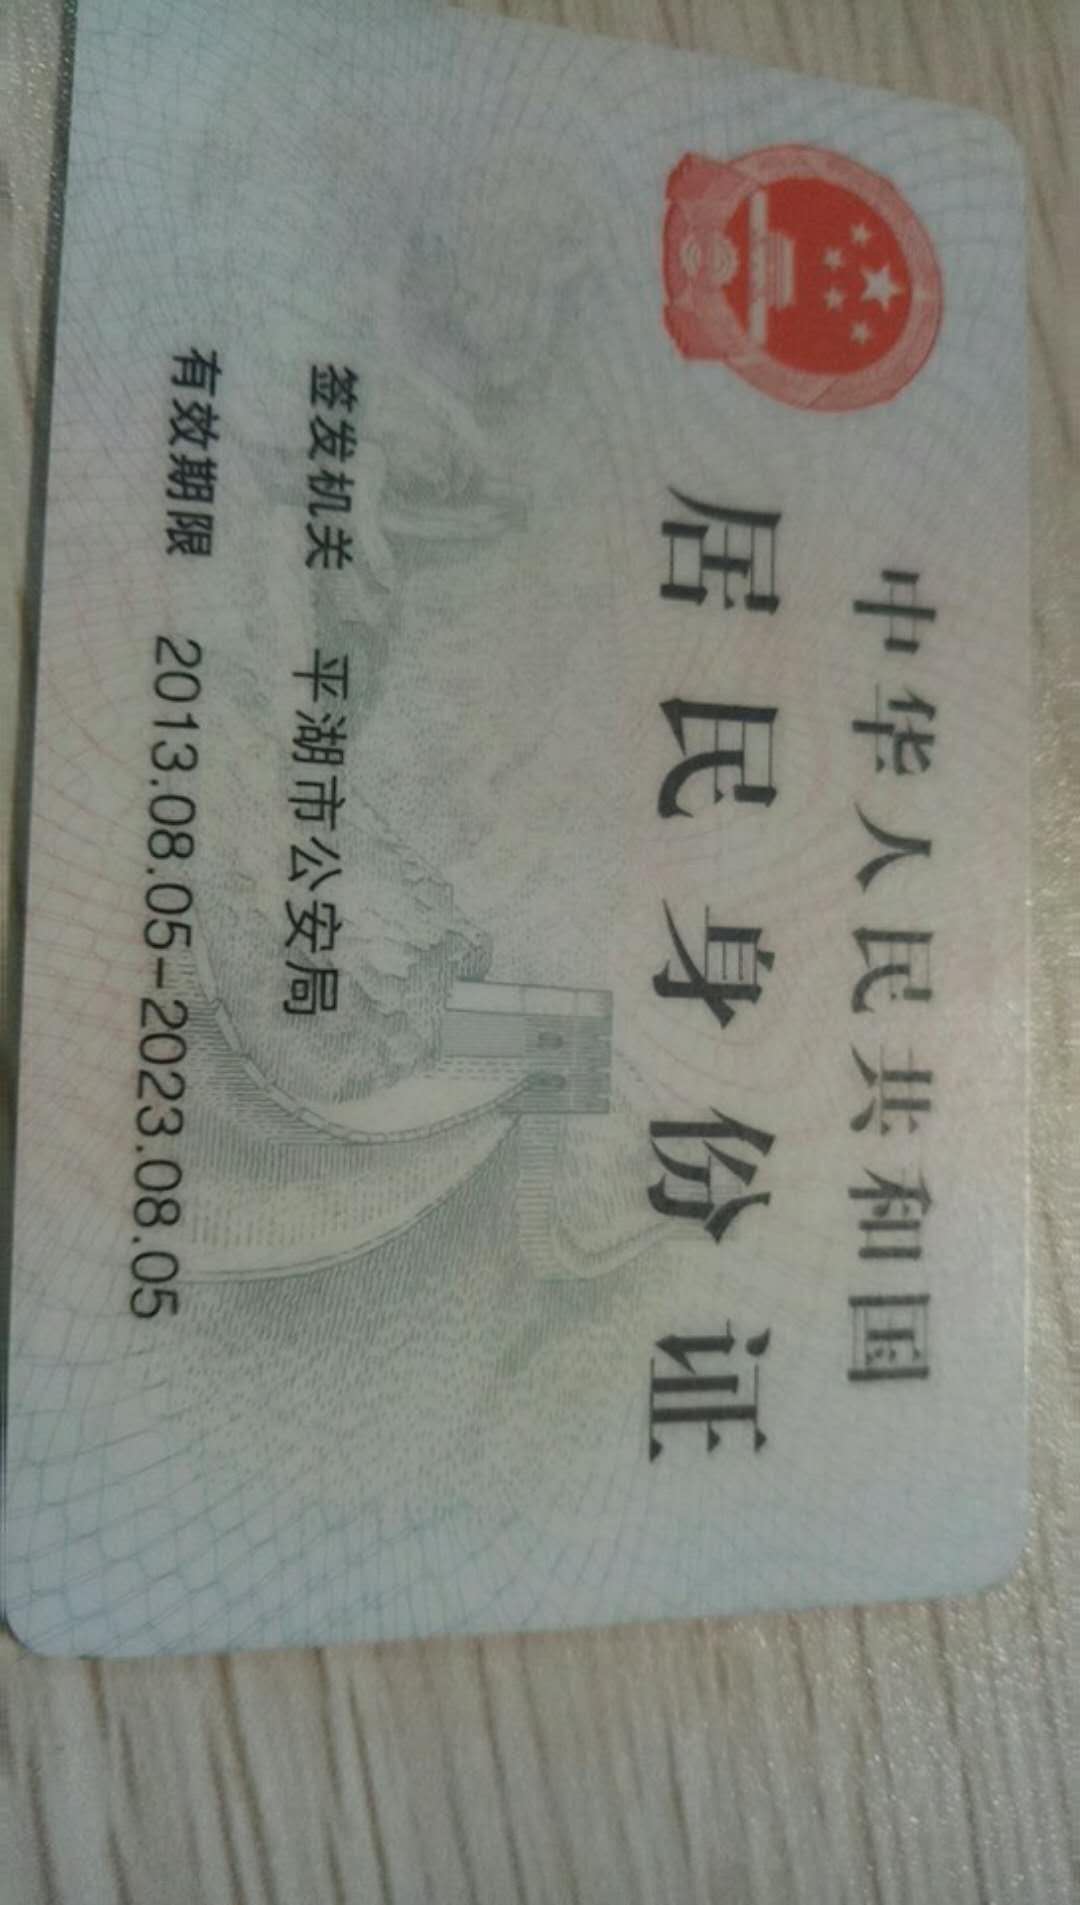 中华人民共和国
居民身份证
签发机关 平湖市公安局
有效期限 2013.08.05-2023.08.05